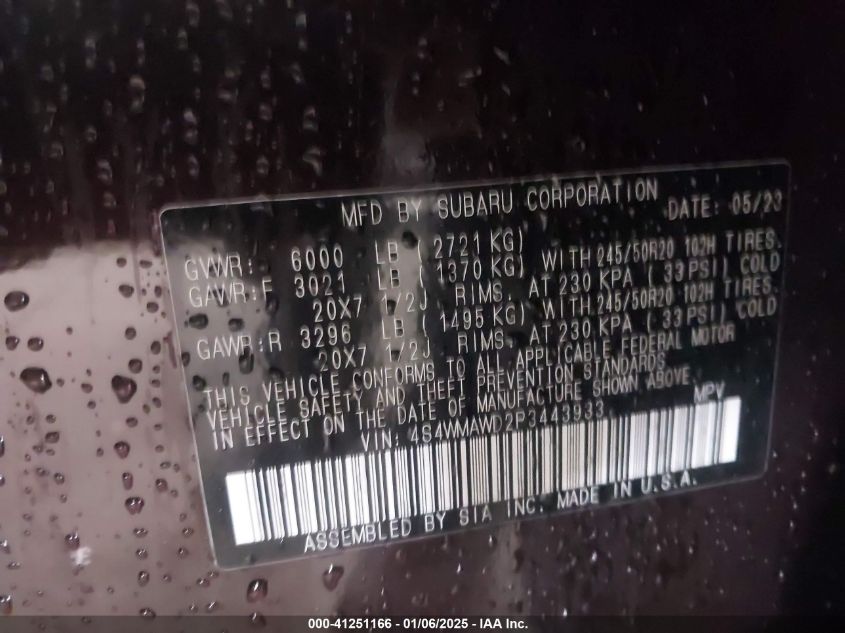 MFD BY SUBARU CORPORATION DATE: 05/23
GVWR: 6000 LB ( 2721 KG)
GAWR:F 3021 LB ( 1370 KG) WITH 245/50R20 102H TIRES.
20X7 1/2J RIMS. AT 230 KPA ( 33 PSI) COLD
GAWR:R 3296 LB ( 1495 KG) WITH 245/50R20 102H TIRES.
20X7 1/2J RIMS. AT 230 KPA ( 33 PSI) COLD
THIS VEHICLE CONFORMS TO ALL APPLICABLE FEDERAL MOTOR
VEHICLE SAFETY AND THEFT PREVENTION STANDARDS
IN EFFECT ON THE DATE OF MANUFACTURE SHOWN ABOVE.
VIN: 4S4WMAWD2P3443933 MPV
ASSEMBLED BY SIA INC. MADE IN U.S.A.
000-41251166 - 01/06/2025 - IAA Inc.